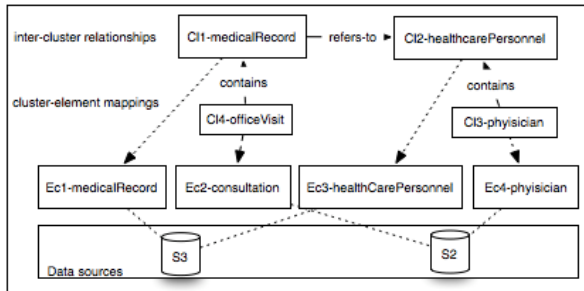 inter-cluster relationships
Cl1-medicalRecord
refers-to
Cl2-healthcarePersonnel
contains
contains
cluster-element mappings
Cl4-officeVisit
Cl3-phyisician
Ec1-medicalRecord
Ec2-consultation
Ec3-healthCarePersonnel
Ec4-phyisician
S3
S2
Data sources